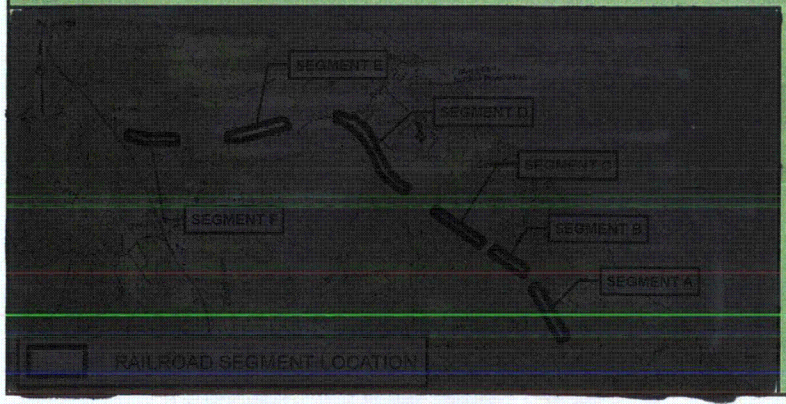 SEGMENT E
SEGMENT D
SEGMENT C
SEGMENT F
SEGMENT B
SEGMENT A
RAILROAD SEGMENT LOCATION